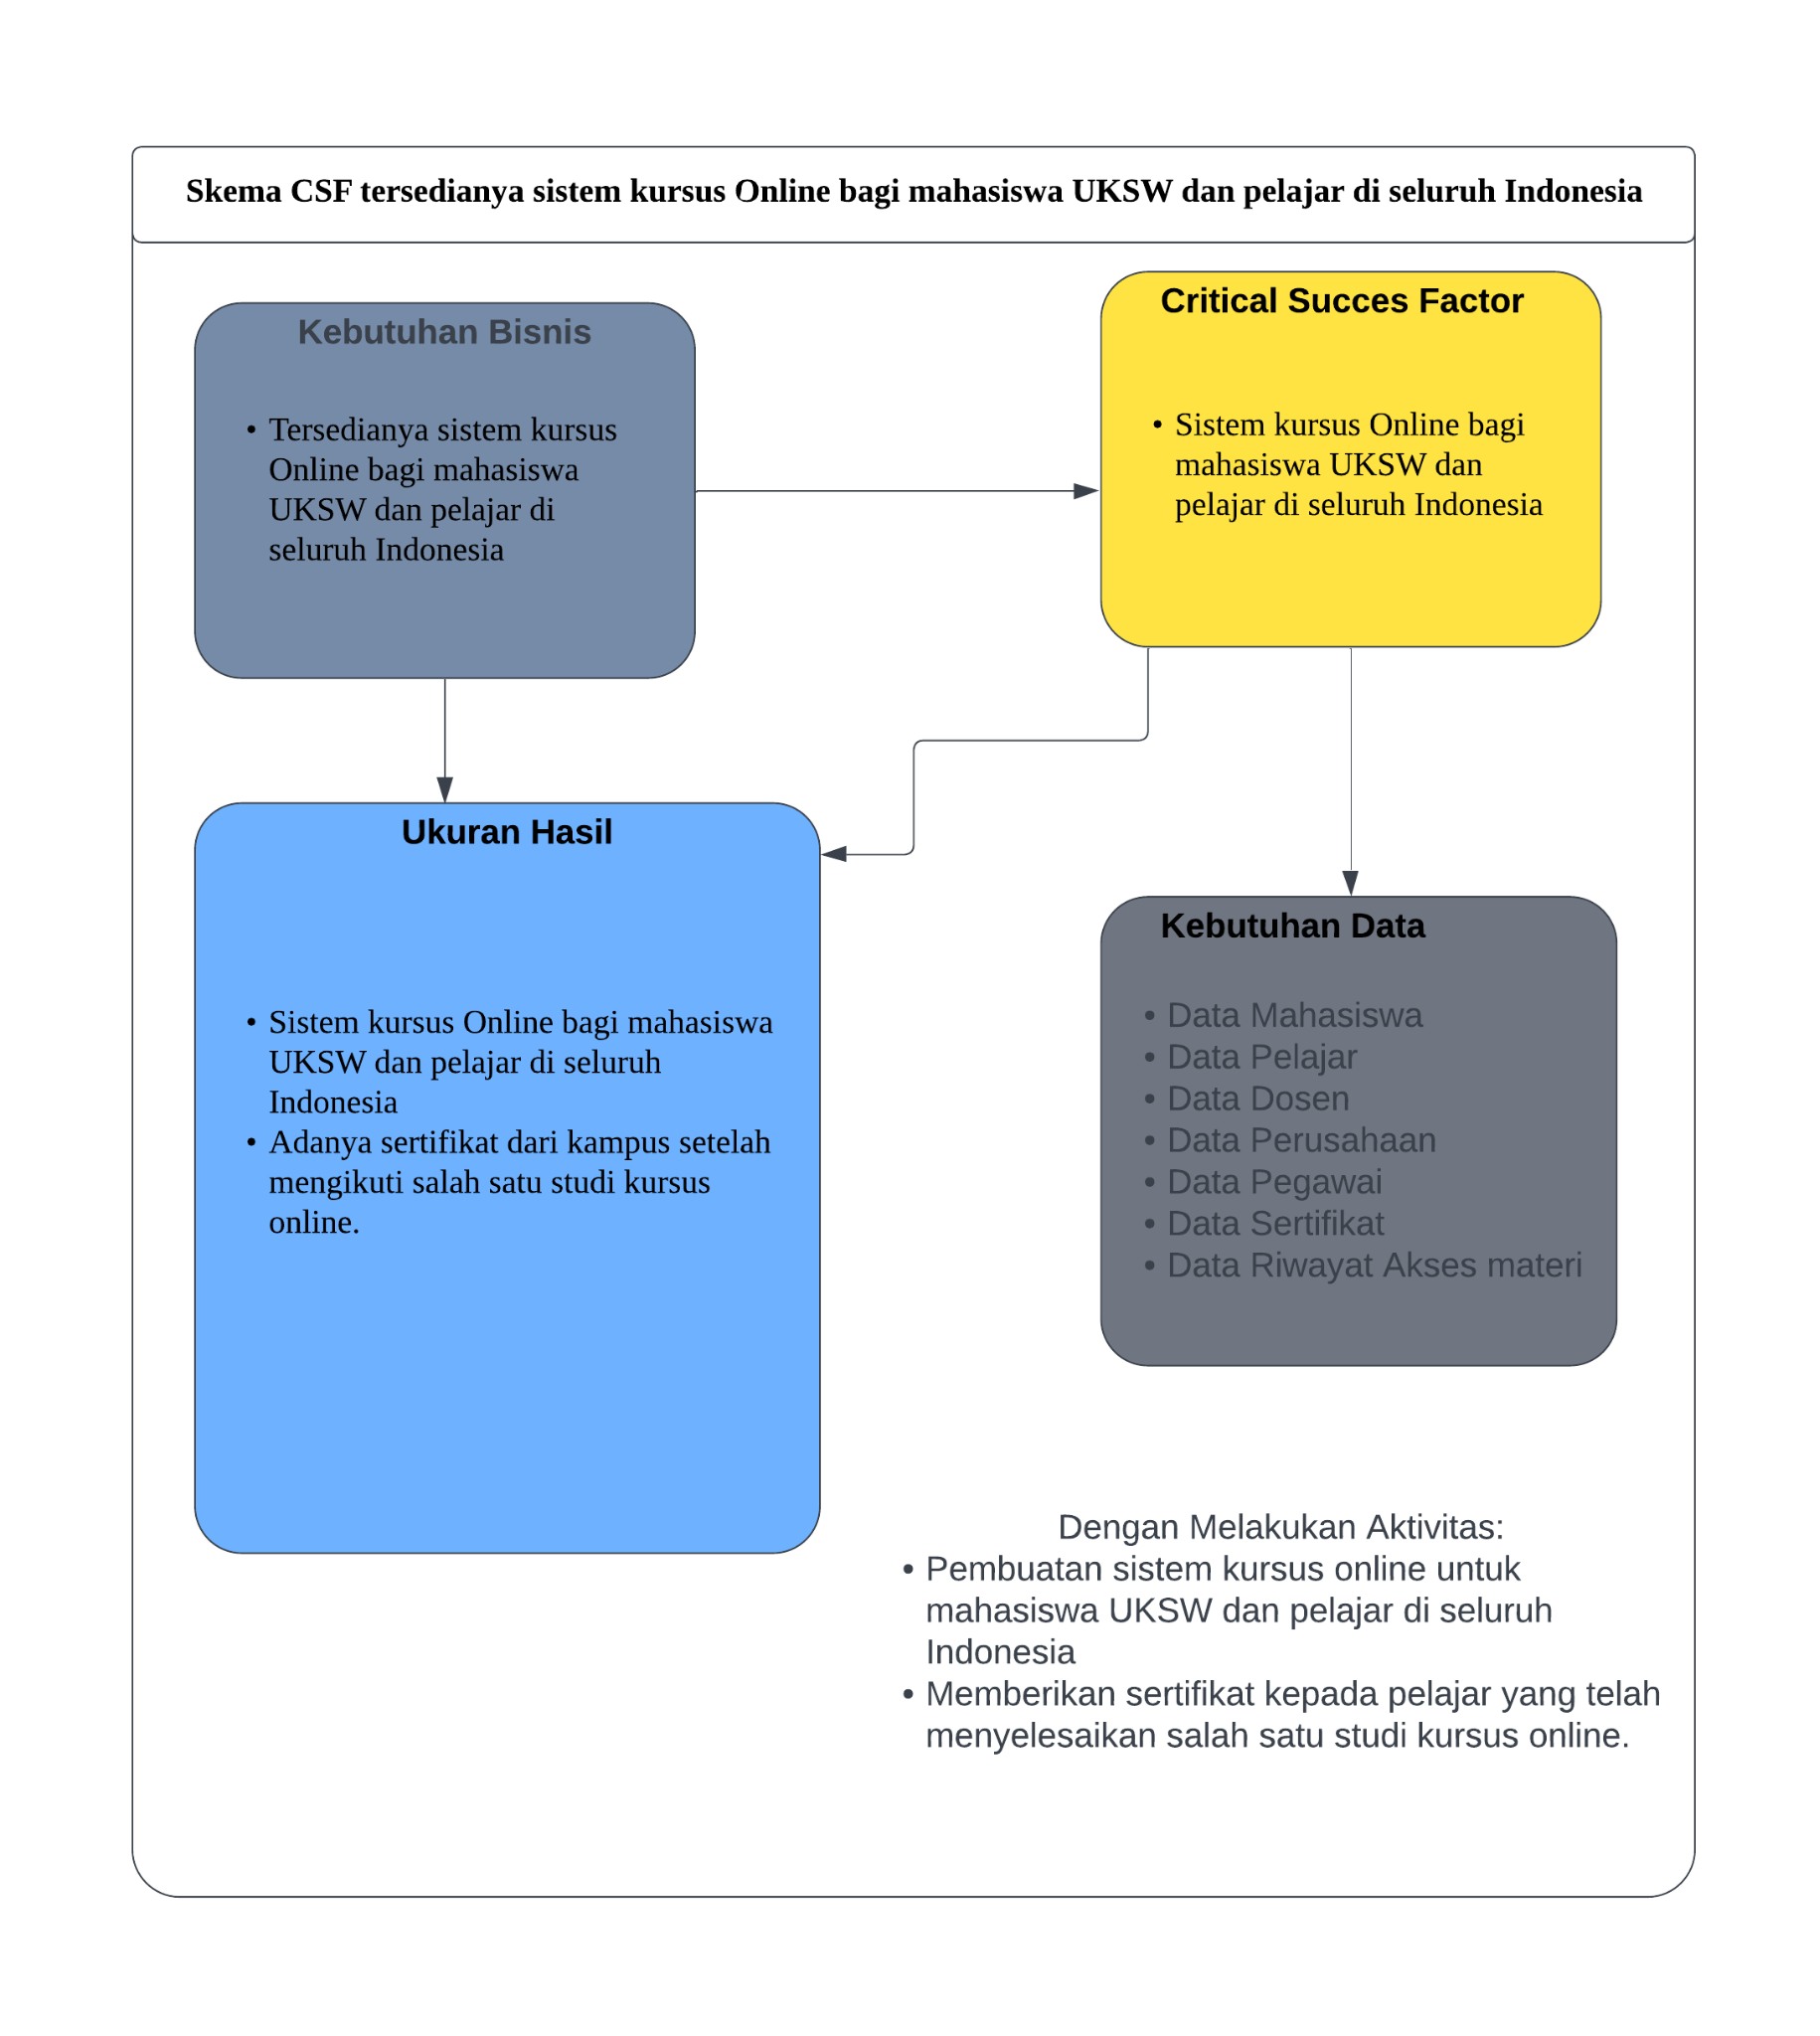 Skema CSF tersedianya sistem kursus Online bagi mahasiswa UKSW dan pelajar di seluruh Indonesia
Kebutuhan Bisnis
• Tersedianya sistem kursus
Online bagi mahasiswa
UKSW dan pelajar di
seluruh Indonesia
Critical Succes Factor
• Sistem kursus Online bagi
mahasiswa UKSW dan
pelajar di seluruh Indonesia
Ukuran Hasil
• Sistem kursus Online bagi mahasiswa
UKSW dan pelajar di seluruh
Indonesia
• Adanya sertifikat dari kampus setelah
mengikuti salah satu studi kursus
online.
Kebutuhan Data
• Data Mahasiswa
• Data Pelajar
• Data Dosen
• Data Perusahaan
• Data Pegawai
• Data Sertifikat
• Data Riwayat Akses materi
Dengan Melakukan Aktivitas:
• Pembuatan sistem kursus online untuk
mahasiswa UKSW dan pelajar di seluruh
Indonesia
• Memberikan sertifikat kepada pelajar yang telah
menyelesaikan salah satu studi kursus online.